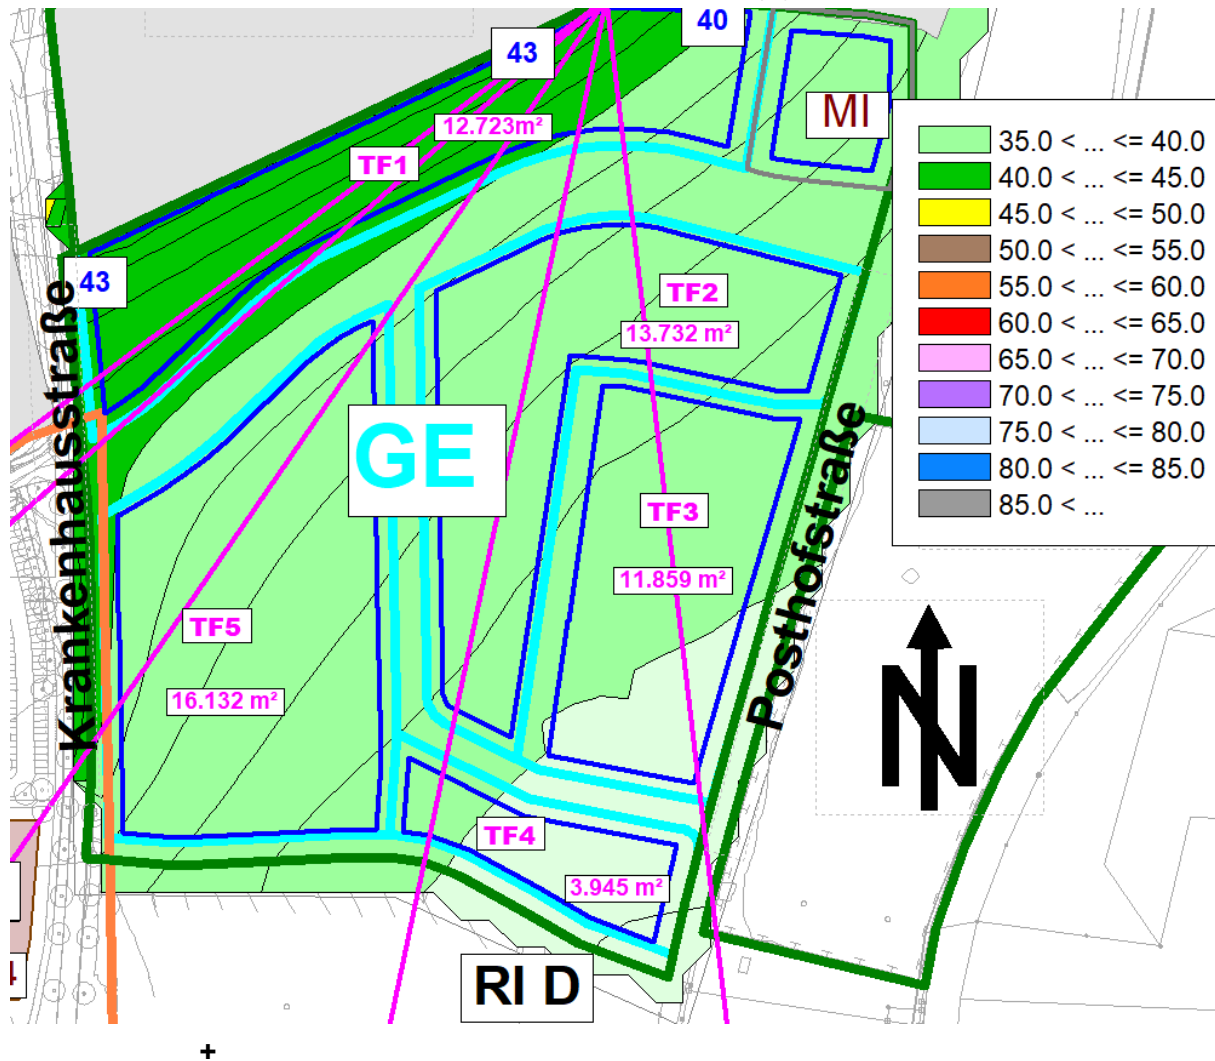 40
43
MI
12.723m²
TF1
35.0 < ... <= 40.0
40.0 < ... <= 45.0
45.0 < ... <= 50.0
50.0 < ... <= 55.0
55.0 < ... <= 60.0
60.0 < ... <= 65.0
65.0 < ... <= 70.0
70.0 < ... <= 75.0
75.0 < ... <= 80.0
80.0 < ... <= 85.0
85.0 < ...
43
TF2
13.732 m²
Krankenhausstraße
GE
Posthofstraße
TF3
11.859 m²
TF5
16.132 m²
N
TF4
3.945 m²
RI D
+